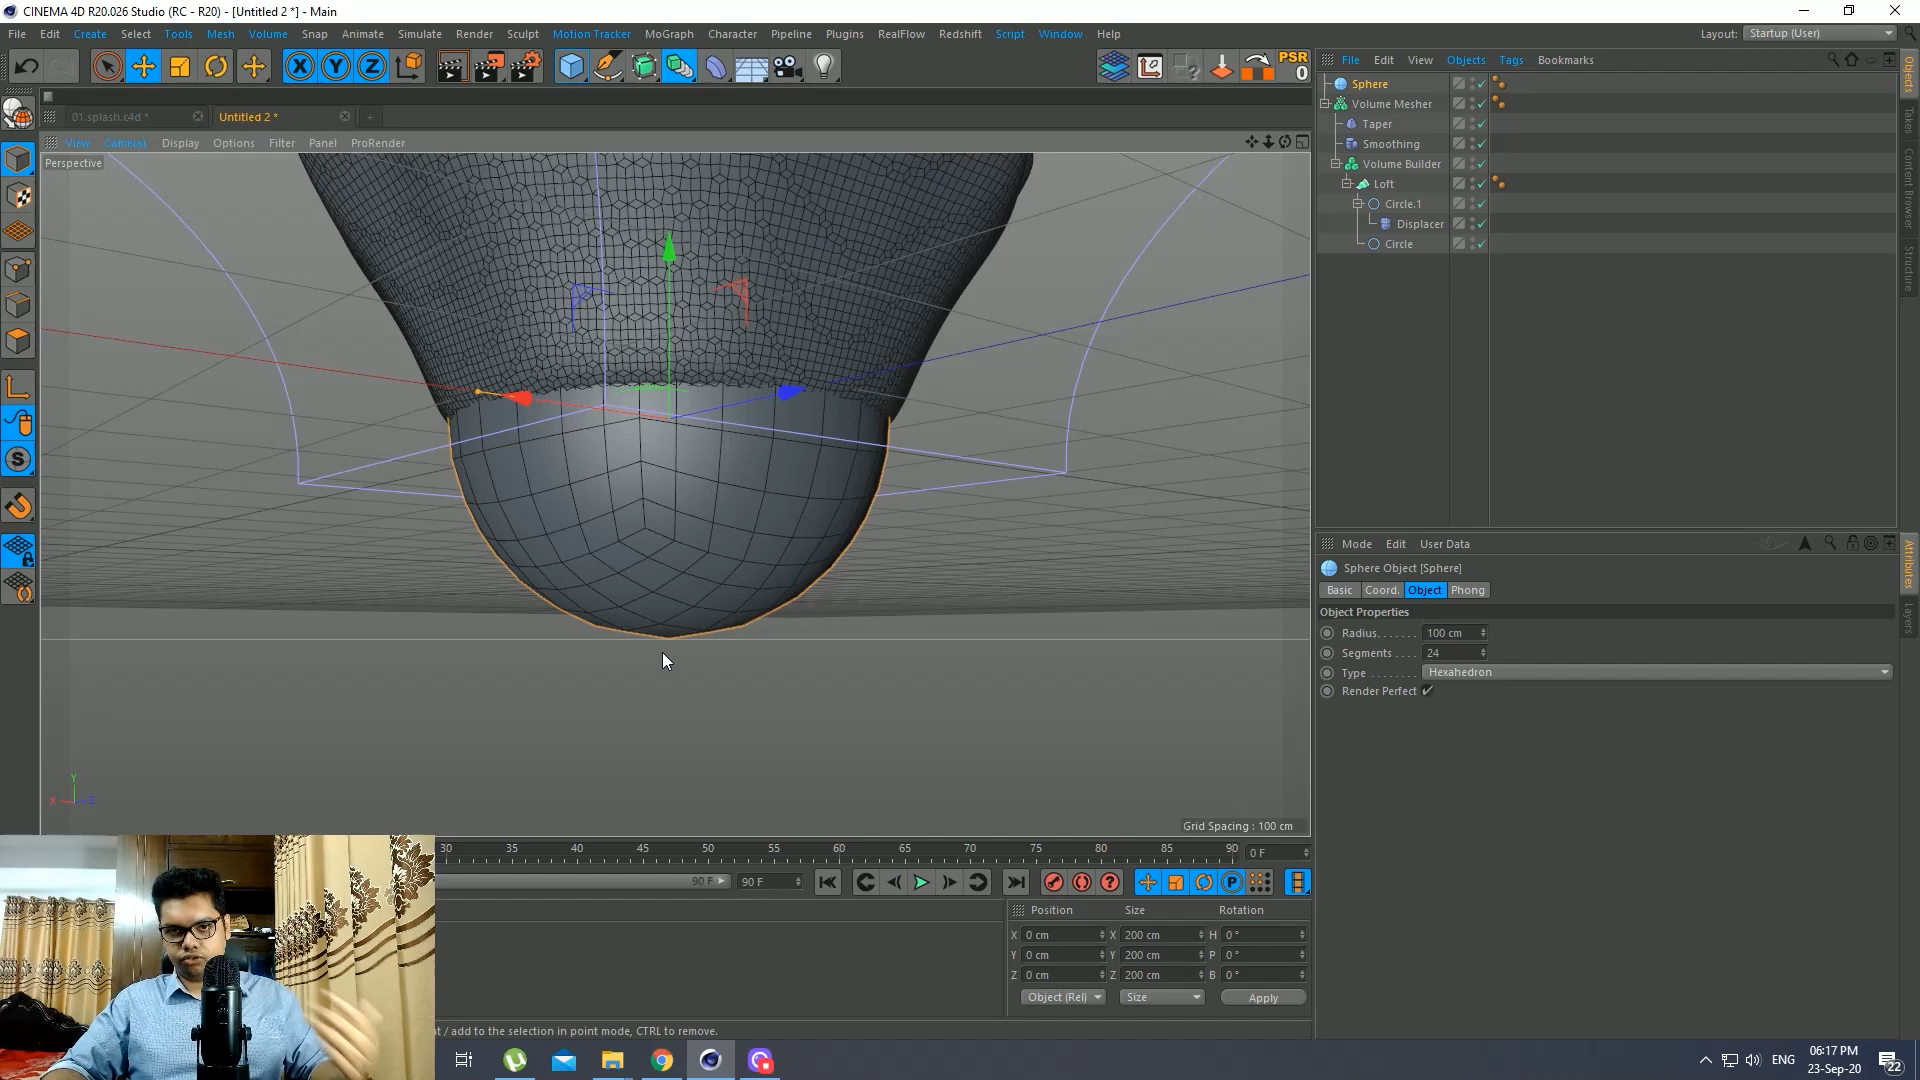 CINEMA 4D R20.026 Studio (RC - R20) - [Untitled 2 *] - Main
File Edit Create Select Tools Mesh Volume Snap Animate Simulate Render Sculpt Motion Tracker MoGraph Character Pipeline Plugins RealFlow Redshift Script Window Help
Layout: Startup (User)
X Y Z
PSR
0
File Edit View Objects Tags Bookmarks
Sphere
01.splash.c4d *
Untitled 2 *
Volume Mesher
Taper
View Cameras Display Options Filter Panel ProRender
Smoothing
Perspective
Volume Builder
Loft
Circle.1
Displacer
Circle
Objects
Takes
Content Browser
Structure
Mode Edit User Data
Sphere Object [Sphere]
Basic Coord. Object Phong
Object Properties
Radius. . . . . . . 100 cm
Segments . . . . 24
Type . . . . . . . . Hexahedron
Render Perfect
Attributes
Layers
Y
X Z
Grid Spacing : 100 cm
30 35 40 45 50 55 60 65 70 75 80 85 90
0 F
90 F
90 F
Position Size Rotation
X 0 cm X 200 cm H 0 °
Y 0 cm Y 200 cm P 0 °
Z 0 cm Z 200 cm B 0 °
Object (Rel) Size Apply
/ add to the selection in point mode, CTRL to remove.
ENG
06:17 PM
23-Sep-20
22